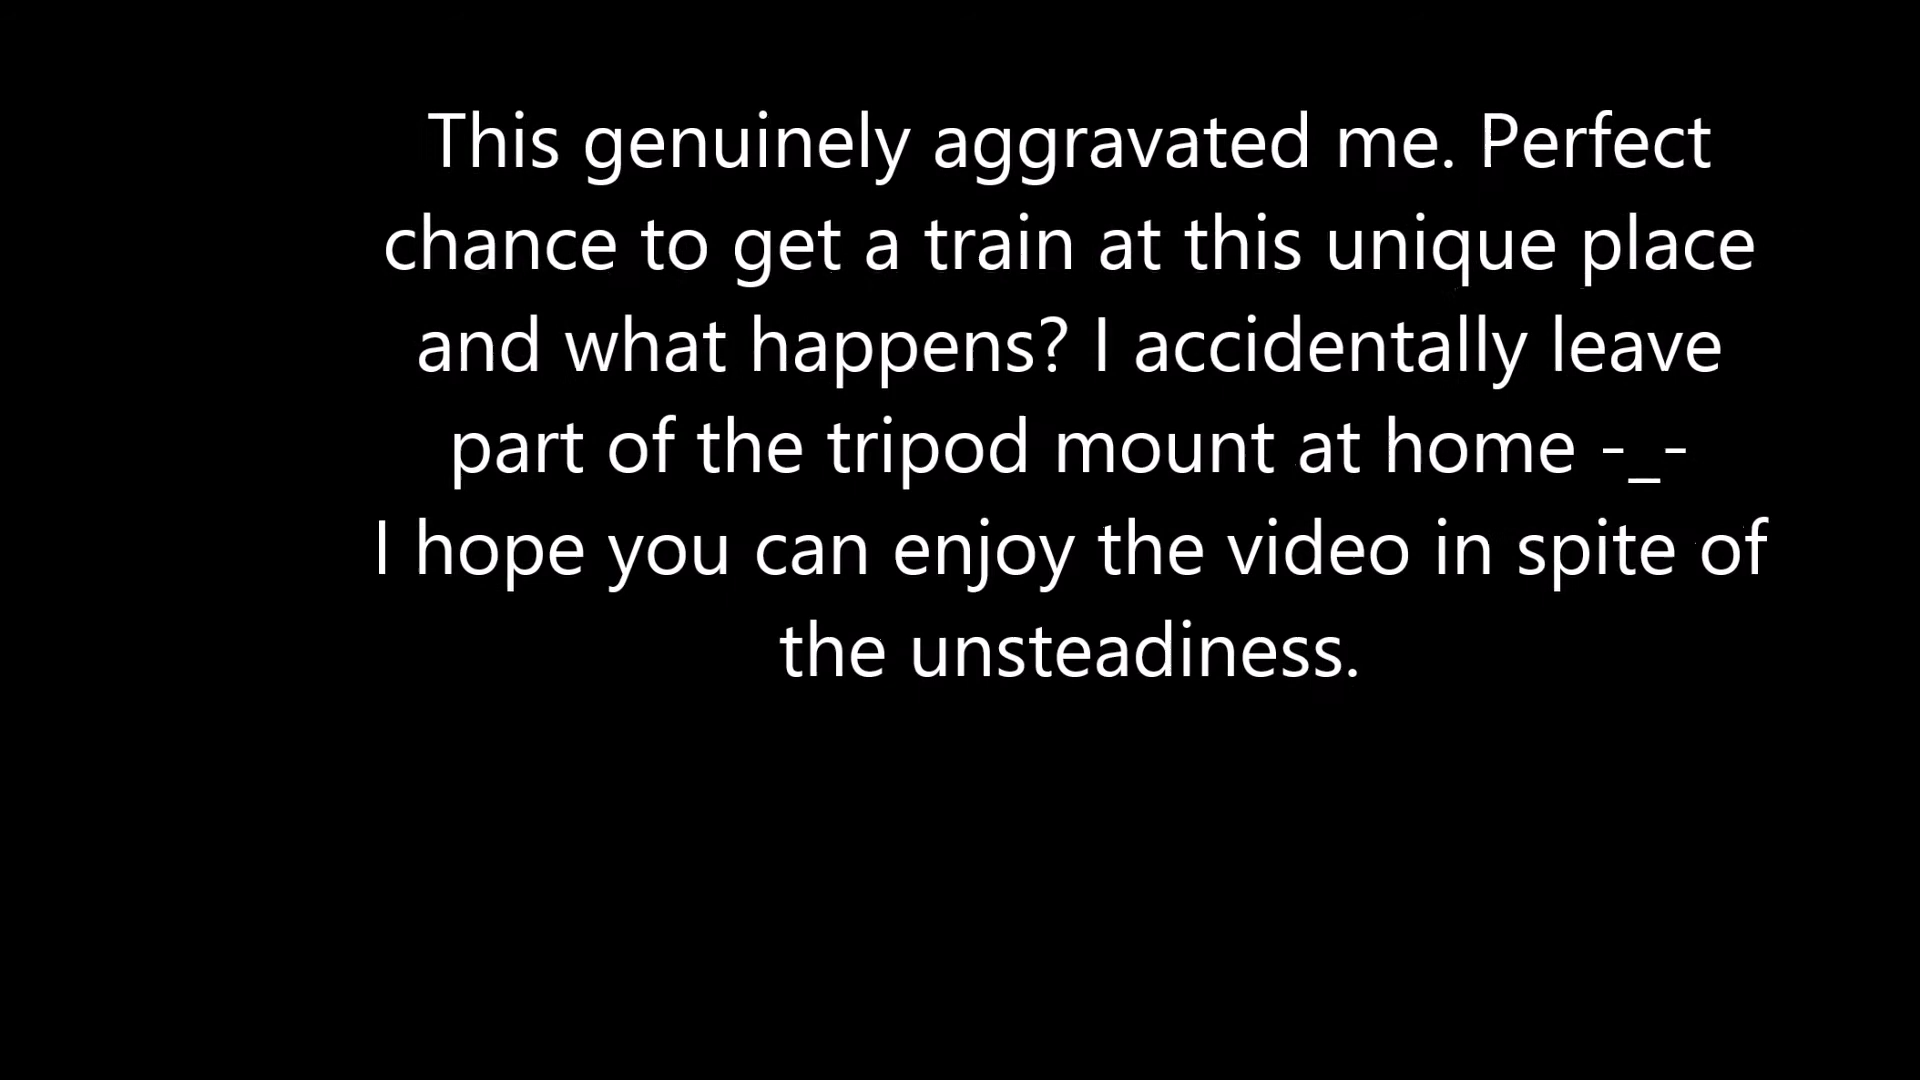 This genuinely aggravated me. Perfect
chance to get a train at this unique place
and what happens? I accidentally leave
part of the tripod mount at home -_-
I hope you can enjoy the video in spite of
the unsteadiness.